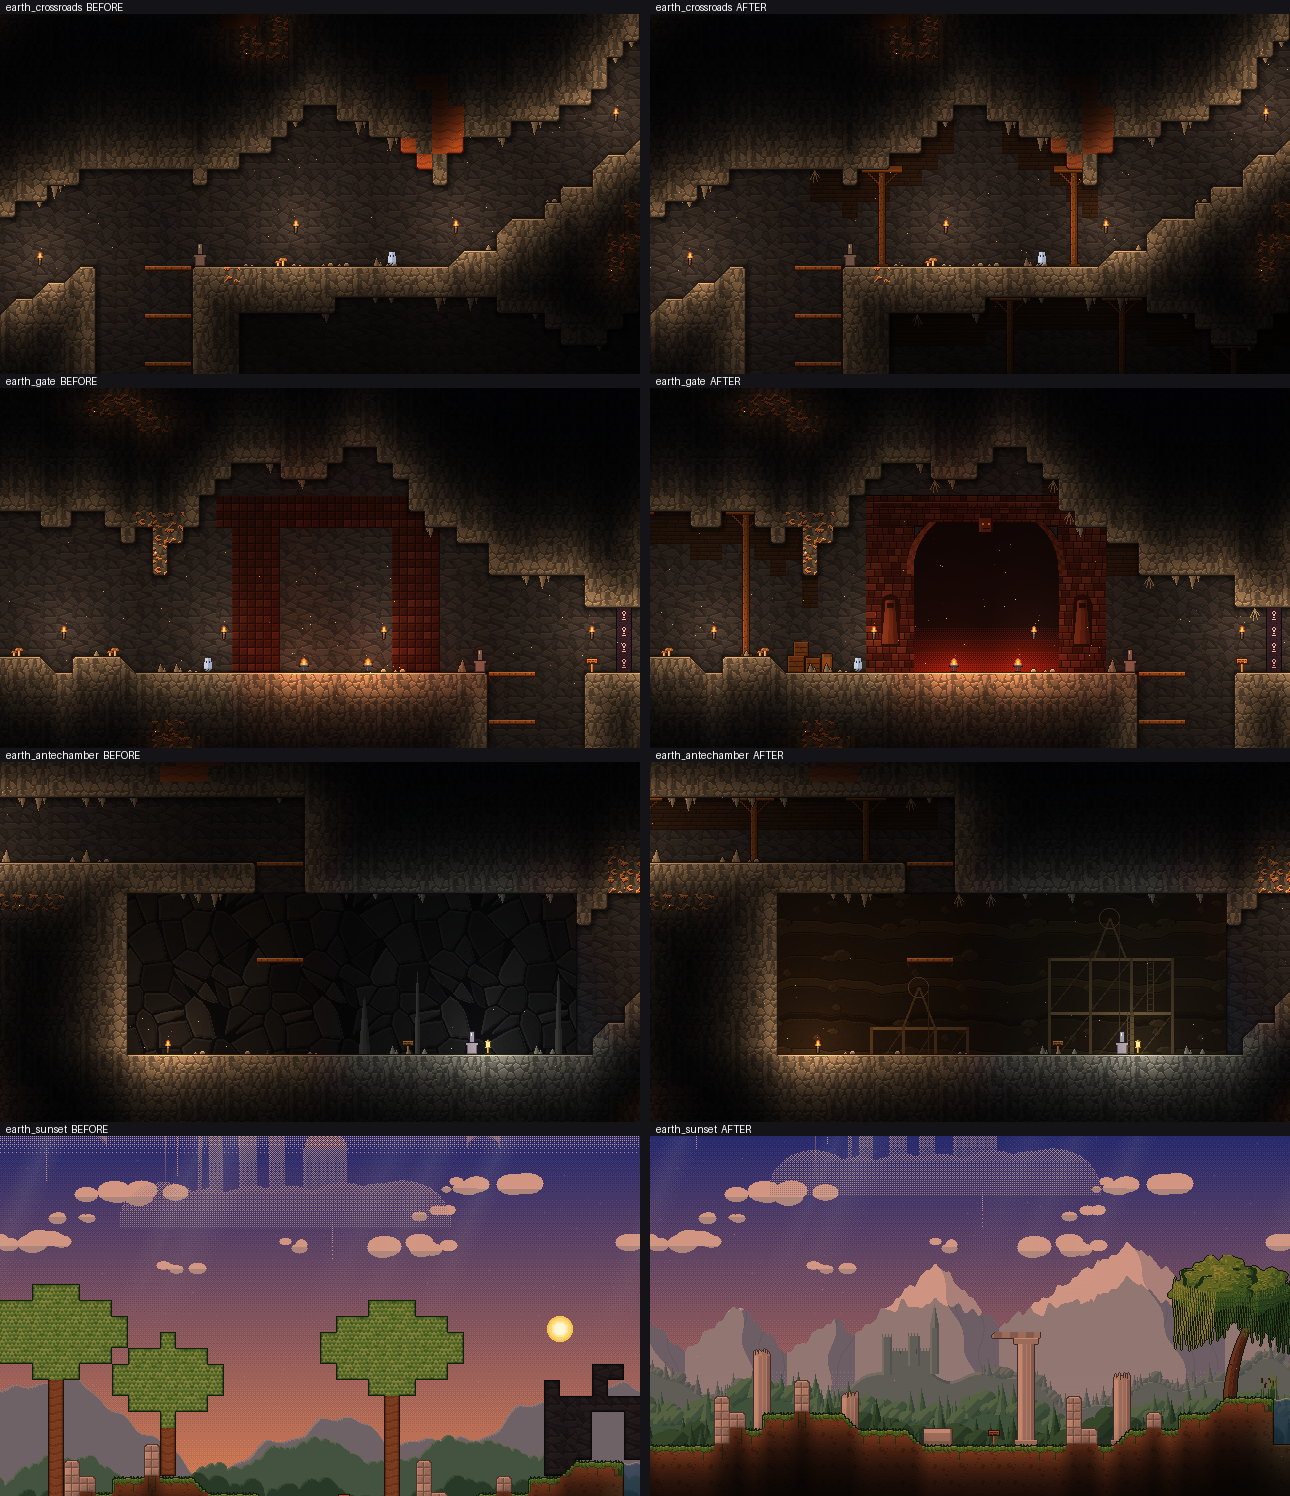 earth_crossroads BEFORE
earth_crossroads AFTER
earth_gate BEFORE
earth_gate AFTER
earth_antechamber BEFORE
earth_antechamber AFTER
earth_sunset BEFORE
earth_sunset AFTER